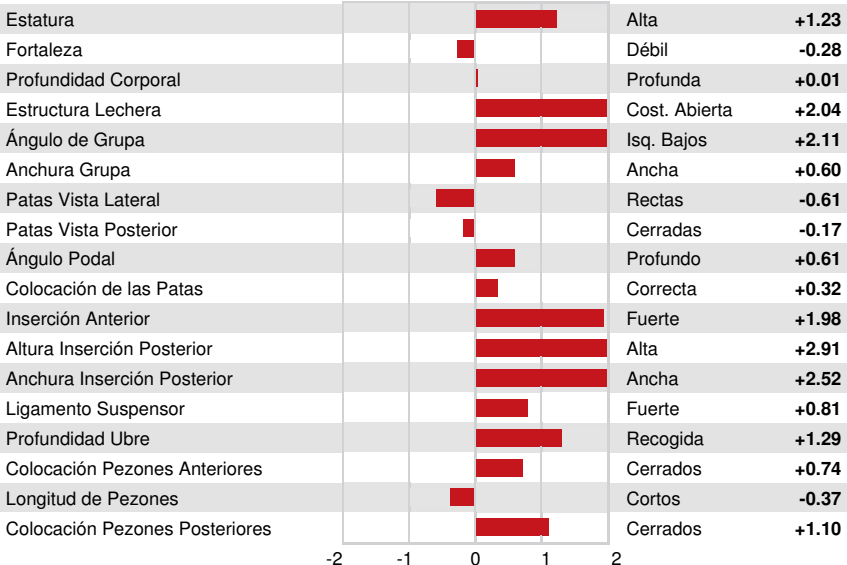 Estatura Alta +1.23
Fortaleza Débil -0.28
Profundidad Corporal Profunda +0.01
Estructura Lechera Cost. Abierta +2.04
Ángulo de Grupa Isq. Bajos +2.11
Anchura Grupa Ancha +0.60
Patas Vista Lateral Rectas -0.61
Patas Vista Posterior Cerradas -0.17
Ángulo Podal Profundo +0.61
Colocación de las Patas Correcta +0.32
Inserción Anterior Fuerte +1.98
Altura Inserción Posterior Alta +2.91
Anchura Inserción Posterior Ancha +2.52
Ligamento Suspensor Fuerte +0.81
Profundidad Ubre Recogida +1.29
Colocación Pezones Anteriores Cerrados +0.74
Longitud de Pezones Cortos -0.37
Colocación Pezones Posteriores Cerrados +1.10
-2 -1 0 1 2